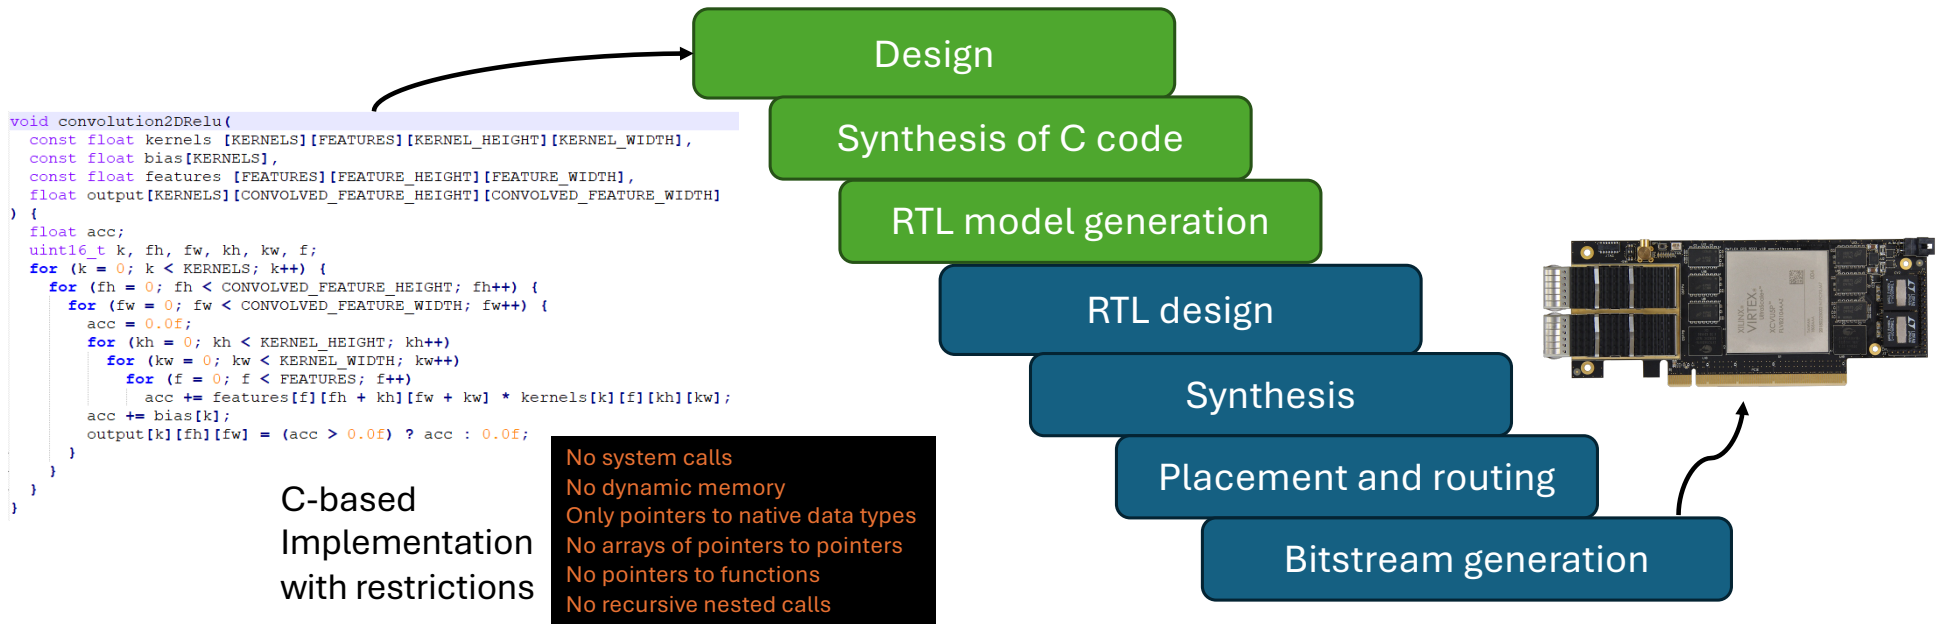 Design
Synthesis of C code
RTL model generation
RTL design
Synthesis
Placement and routing
Bitstream generation
void convolution2DRelu(
const float kernels [KERNELS][FEATURES][KERNEL_HEIGHT][KERNEL_WIDTH],
const float bias[KERNELS],
const float features [FEATURES][FEATURE_HEIGHT][FEATURE_WIDTH],
float output[KERNELS][CONVOLVED_FEATURE_HEIGHT][CONVOLVED_FEATURE_WIDTH]
) {
float acc;
uint16_t k, fh, fw, kh, kw, f;
for (k = 0; k < KERNELS; k++) {
for (fh = 0; fh < CONVOLVED_FEATURE_HEIGHT; fh++) {
for (fw = 0; fw < CONVOLVED_FEATURE_WIDTH; fw++) {
acc = 0.0f;
for (kh = 0; kh < KERNEL_HEIGHT; kh++)
for (kw = 0; kw < KERNEL_WIDTH; kw++)
for (f = 0; f < FEATURES; f++)
acc += features[f][fh + kh][fw + kw] * kernels[k][f][kh][kw];
acc += bias[k];
output[k][fh][fw] = (acc > 0.0f) ? acc : 0.0f;
}
}
}
}
C-based
Implementation
with restrictions
No system calls
No dynamic memory
Only pointers to native data types
No arrays of pointers to pointers
No pointers to functions
No recursive nested calls
XILINX
VIRTEX